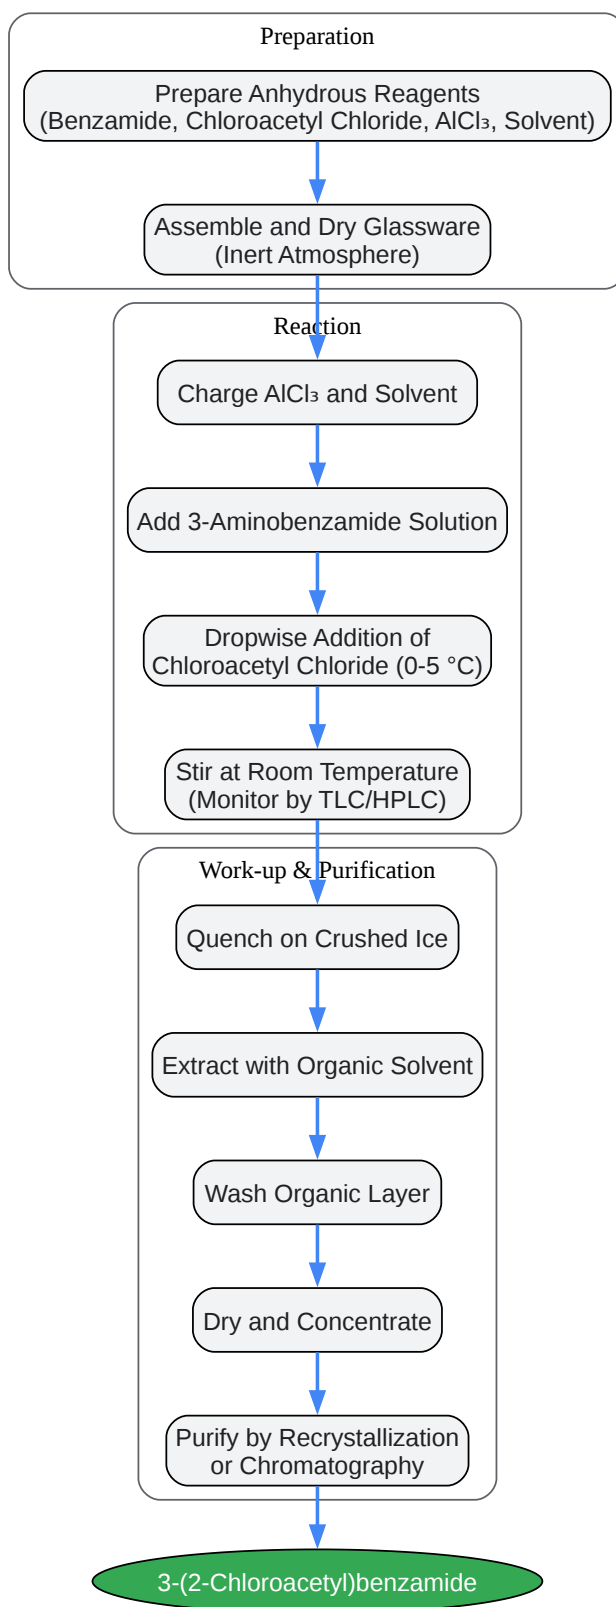 Preparation
Prepare Anhydrous Reagents
(Benzamide, Chloroacetyl Chloride, AlCl₃, Solvent)
Assemble and Dry Glassware
(Inert Atmosphere)
Reaction
Charge AlCl₃ and Solvent
Add 3-Aminobenzamide Solution
Dropwise Addition of
Chloroacetyl Chloride (0-5 °C)
Stir at Room Temperature
(Monitor by TLC/HPLC)
Work-up & Purification
Quench on Crushed Ice
Extract with Organic Solvent
Wash Organic Layer
Dry and Concentrate
Purify by Recrystallization
or Chromatography
3-(2-Chloroacetyl)benzamide